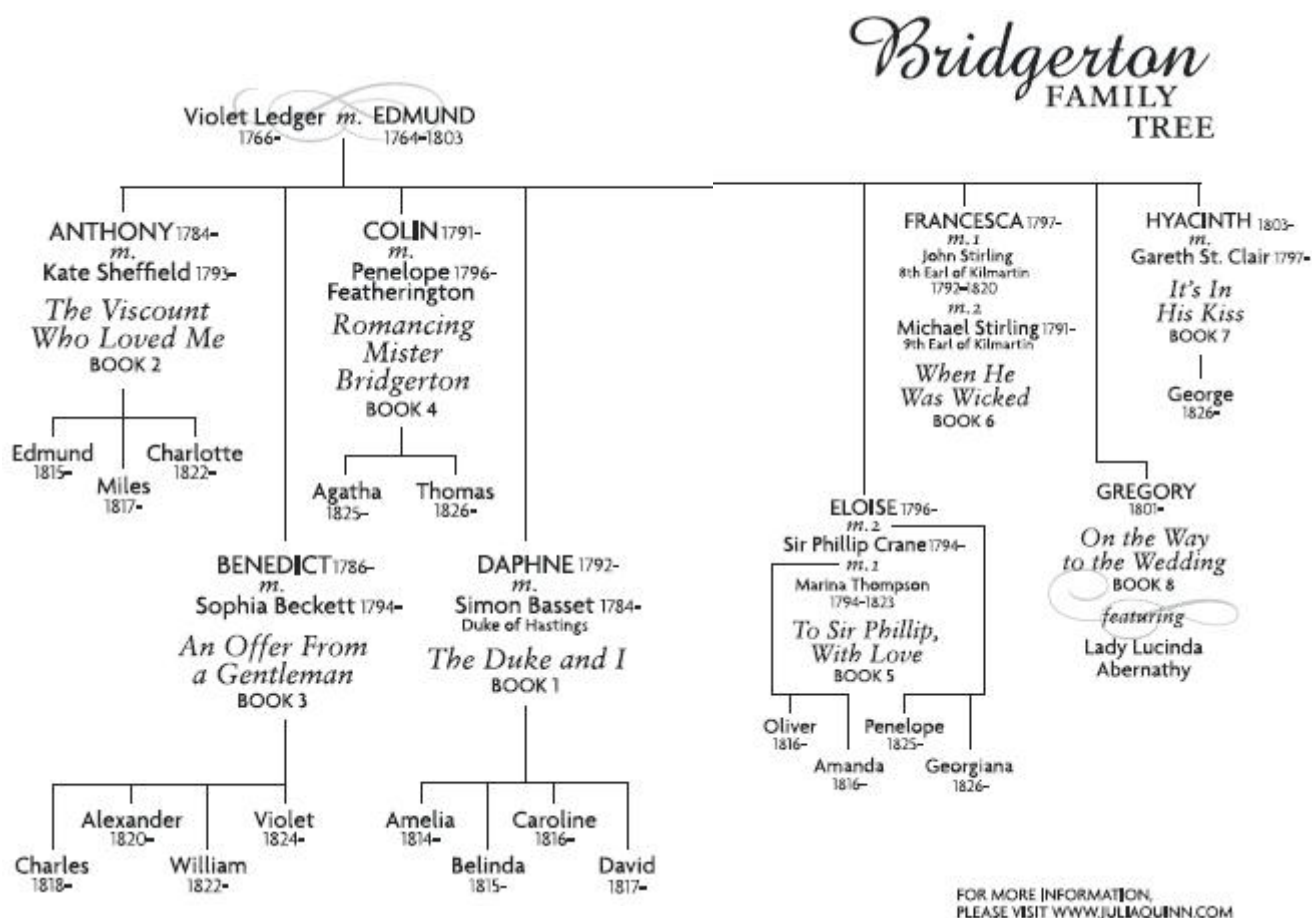 Bridgerton
FAMILY
TREE
Violet Ledger m. EDMUND
1766- 1764-1803
ANTHONY 1784-
m.
Kate Sheffield 1793-
The Viscount
Who Loved Me
BOOK 2
Edmund
1815-
Miles
1817-
Charlotte
1822-
BENEDICT 1786-
m.
Sophia Beckett 1794-
An Offer From
a Gentleman
BOOK 3
Charles
1818-
Alexander
1820-
William
1822-
Violet
1824-
COLIN 1791-
m.
Penelope 1796-
Featherington
Romancing
Mister
Bridgerton
BOOK 4
Agatha
1825-
Thomas
1826-
DAPHNE 1792-
m.
Simon Basset 1784-
Duke of Hastings
The Duke and I
BOOK 1
Amelia
1814-
Belinda
1815-
Caroline
1816-
David
1817-
ELOISE 1796-
m.2
Sir Phillip Crane 1794-
m.1
Marina Thompson
1794-1823
To Sir Phillip,
With Love
BOOK 5
Oliver
1816-
Amanda
1816-
Penelope
1825-
Georgiana
1826-
FRANCESCA 1797-
m.1
John Stirling
8th Earl of Kilmartin
1792-1820
m.2
Michael Stirling 1791-
9th Earl of Kilmartin
When He
Was Wicked
BOOK 6
GREGORY
1801-
On the Way
to the Wedding
BOOK 8
featuring
Lady Lucinda
Abernathy
HYACINTH 1803-
m.
Gareth St. Clair 1797-
It's In
His Kiss
BOOK 7
George
1826-
FOR MORE INFORMATION,
PLEASE VISIT WWW.JULIAQUINN.COM